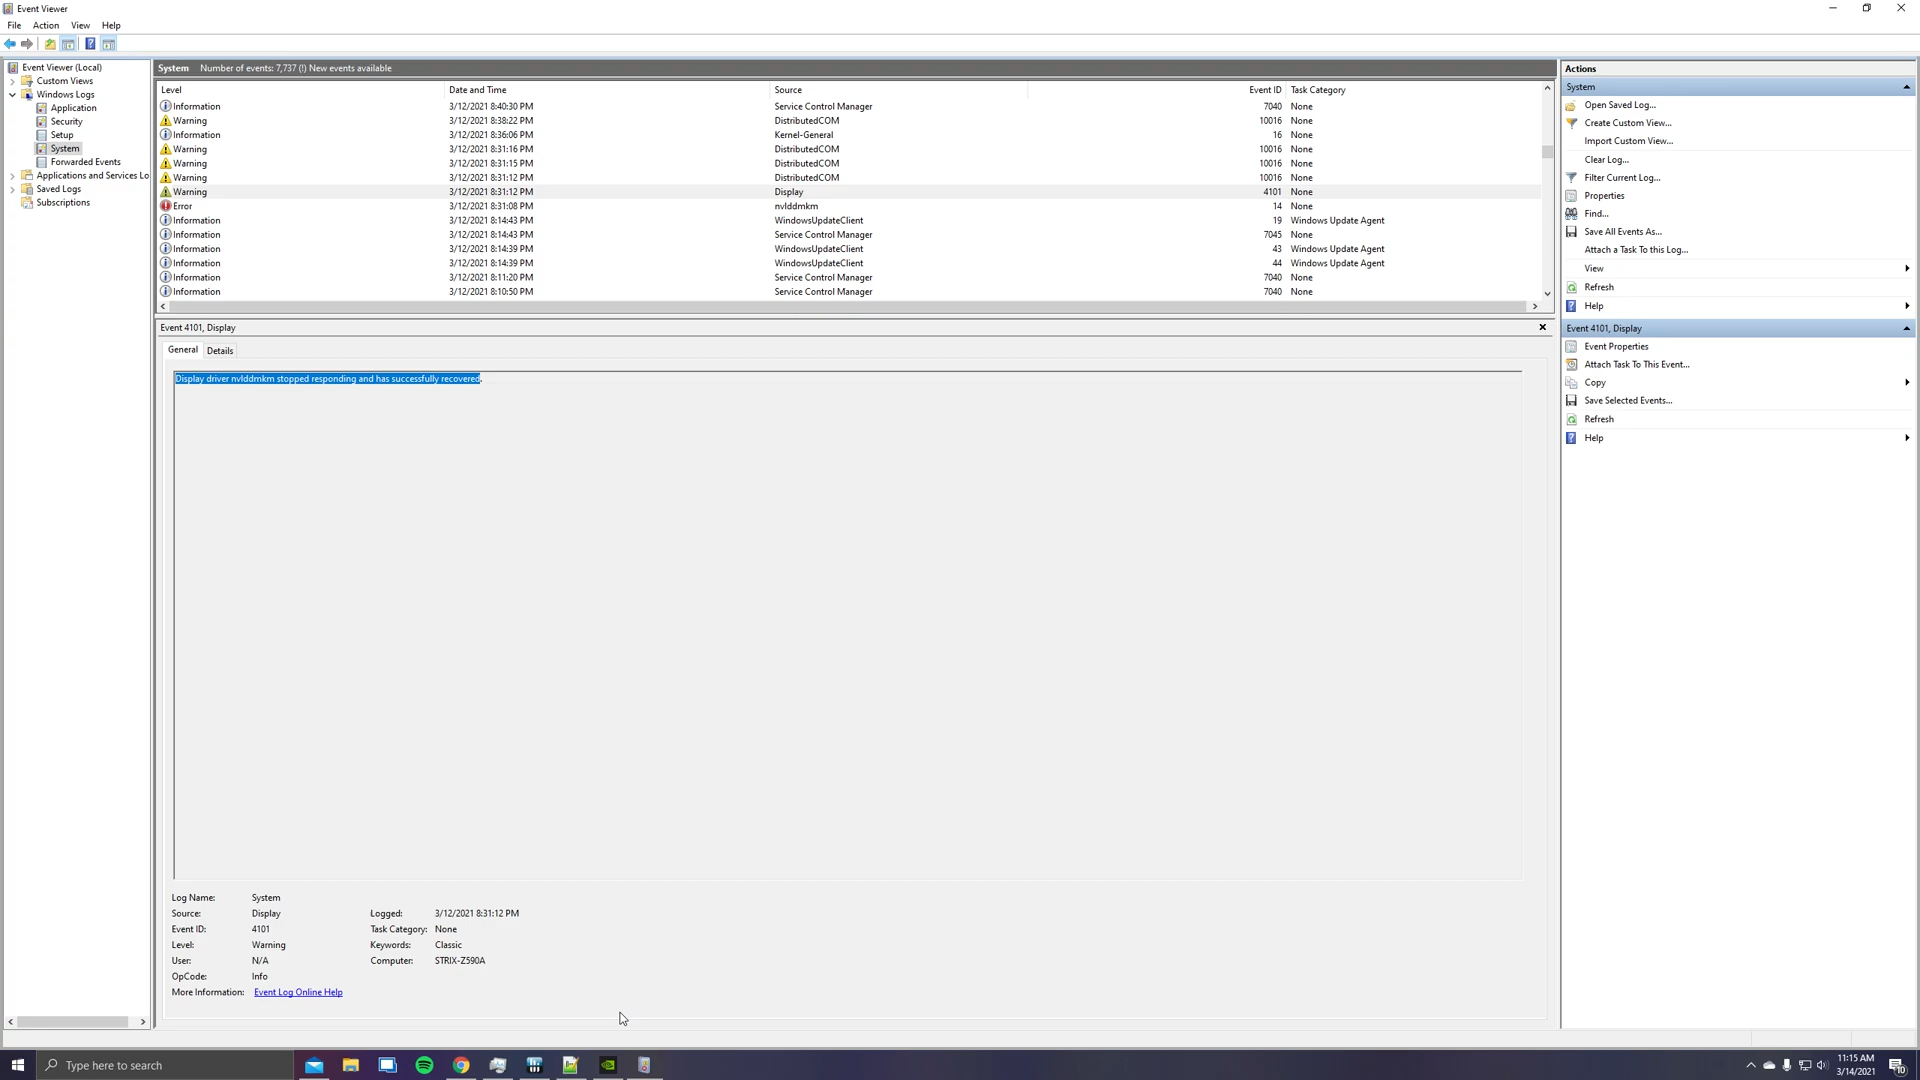 Event Viewer
File Action View Help
Event Viewer (Local)
Custom Views
Windows Logs
Application
Security
Setup
System
Forwarded Events
Applications and Services Lo
Saved Logs
Subscriptions
System Number of events: 7,737 (!) New events available
Level Date and Time Source Event ID Task Category
Information 3/12/2021 8:40:30 PM Service Control Manager 7040 None
Warning 3/12/2021 8:38:22 PM DistributedCOM 10016 None
Information 3/12/2021 8:36:06 PM Kernel-General 16 None
Warning 3/12/2021 8:31:16 PM DistributedCOM 10016 None
Warning 3/12/2021 8:31:15 PM DistributedCOM 10016 None
Warning 3/12/2021 8:31:12 PM DistributedCOM 10016 None
Warning 3/12/2021 8:31:12 PM Display 4101 None
Error 3/12/2021 8:31:08 PM nvlddmkm 14 None
Information 3/12/2021 8:14:43 PM WindowsUpdateClient 19 Windows Update Agent
Information 3/12/2021 8:14:43 PM Service Control Manager 7045 None
Information 3/12/2021 8:14:39 PM WindowsUpdateClient 43 Windows Update Agent
Information 3/12/2021 8:14:39 PM WindowsUpdateClient 44 Windows Update Agent
Information 3/12/2021 8:11:20 PM Service Control Manager 7040 None
Information 3/12/2021 8:10:50 PM Service Control Manager 7040 None
Event 4101, Display
General Details
Display driver nvlddmkm stopped responding and has successfully recovered.
Log Name: System
Source: Display Logged: 3/12/2021 8:31:12 PM
Event ID: 4101 Task Category: None
Level: Warning Keywords: Classic
User: N/A Computer: STRIX-Z590A
OpCode: Info
More Information: Event Log Online Help
Actions
System
Open Saved Log...
Create Custom View...
Import Custom View...
Clear Log...
Filter Current Log...
Properties
Find...
Save All Events As...
Attach a Task To this Log...
View
Refresh
Help
Event 4101, Display
Event Properties
Attach Task To This Event...
Copy
Save Selected Events...
Refresh
Help
Type here to search
11:15 AM
3/14/2021
10